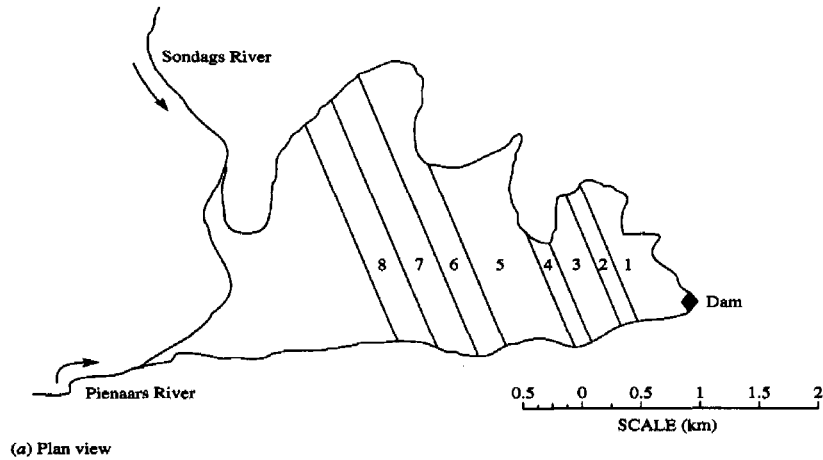 Sondags River
8 7 6 5 4 3 2 1
Dam
Pienaars River
0.5 0 0.5 1 1.5 2
SCALE (km)
(a) Plan view